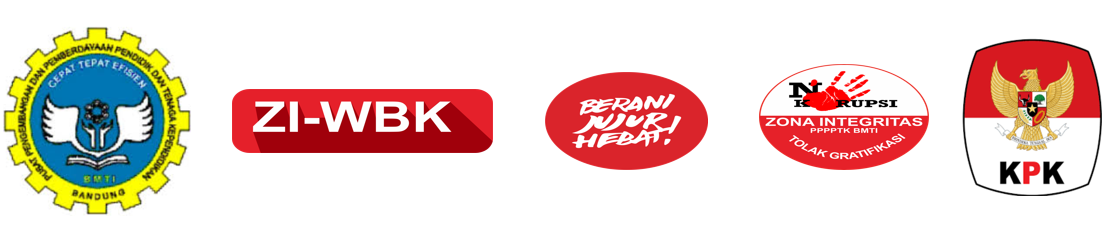 PUSAT PENGEMBANGAN DAN PEMBERDAYAAN PENDIDIK DAN TENAGA KEPENDIDIKAN
CEPAT TEPAT EFISIEN
BMTI
BANDUNG
ZI-WBK
BERANI
JUJUR
HEBAT!
NO
KORUPSI
ZONA INTEGRITAS
PPPPTK BMTI
TOLAK GRATIFIKASI
KPK